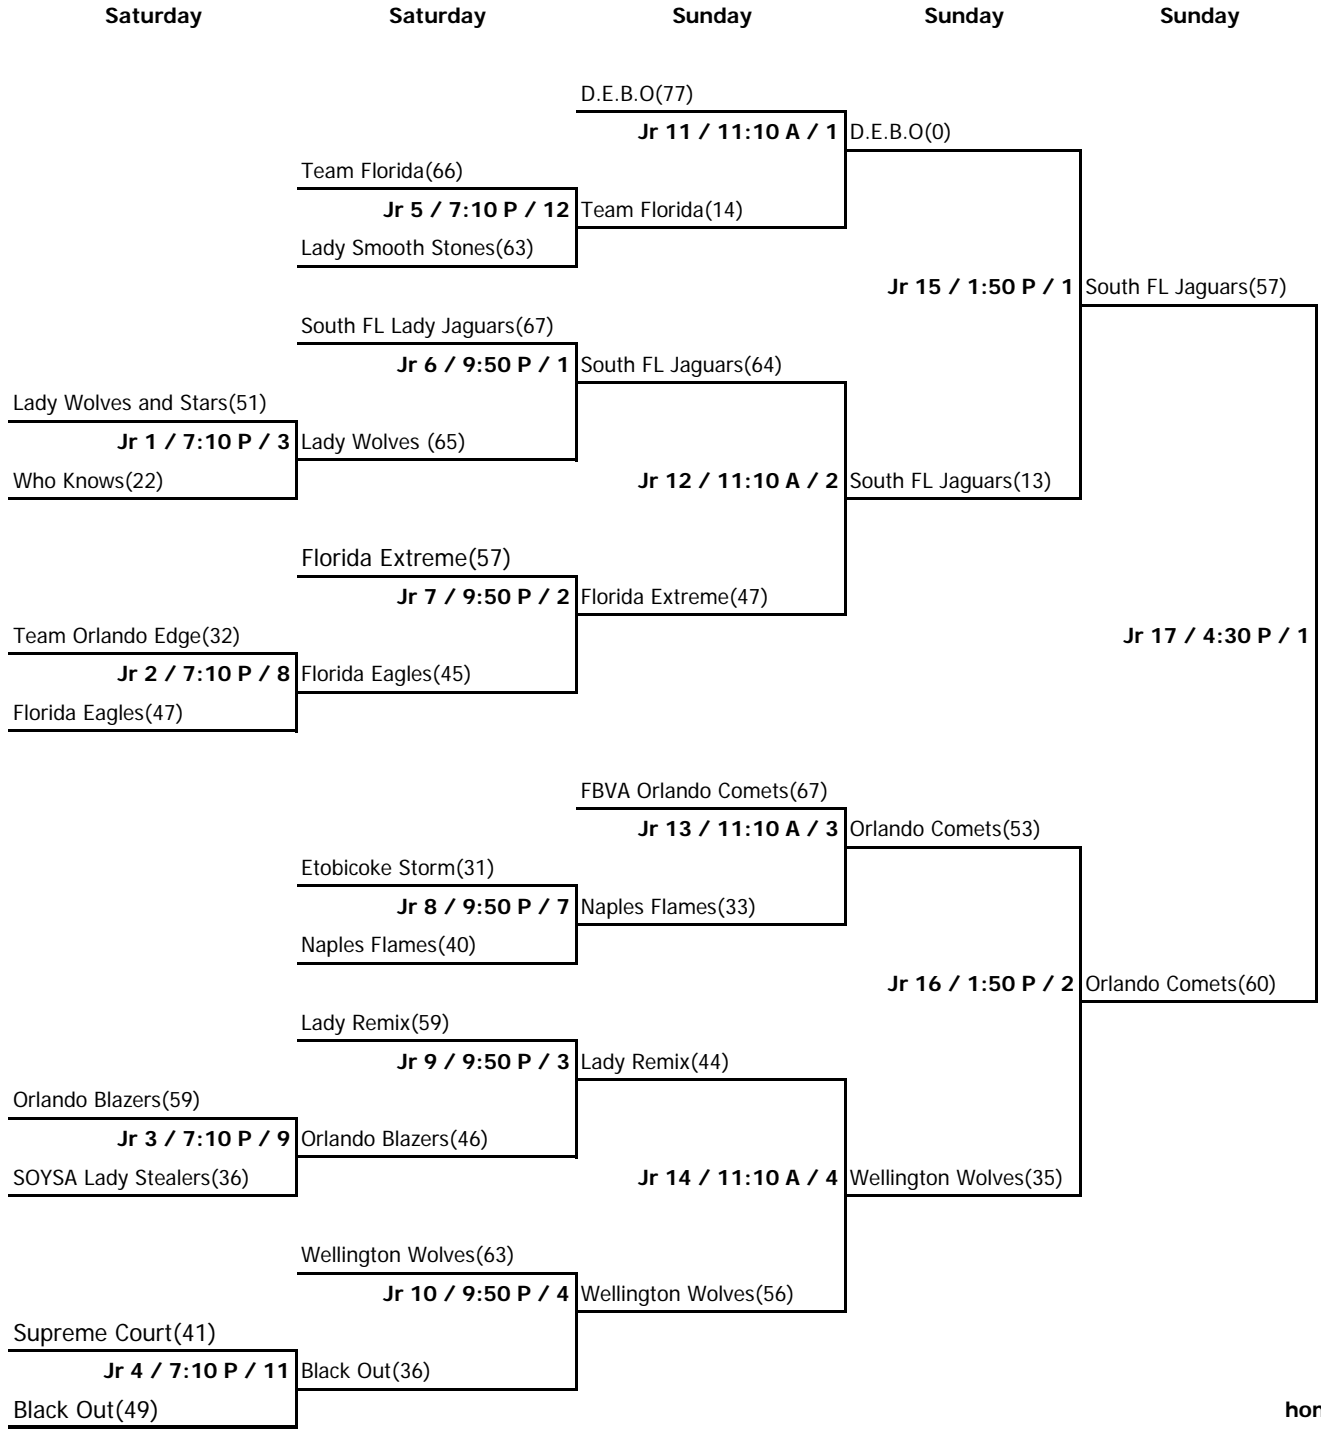 Saturday Saturday Sunday Sunday Sunday
D.E.B.O(77)
Jr 11 / 11:10 A / 1 D.E.B.O(0)
Team Florida(66)
Jr 5 / 7:10 P / 12 Team Florida(14)
Lady Smooth Stones(63)
Jr 15 / 1:50 P / 1 South FL Jaguars(57)
South FL Lady Jaguars(67)
Jr 6 / 9:50 P / 1 South FL Jaguars(64)
Lady Wolves and Stars(51)
Jr 1 / 7:10 P / 3 Lady Wolves (65)
Who Knows(22) Jr 12 / 11:10 A / 2 South FL Jaguars(13)
Florida Extreme(57)
Jr 7 / 9:50 P / 2 Florida Extreme(47)
Team Orlando Edge(32) Jr 17 / 4:30 P / 1
Jr 2 / 7:10 P / 8 Florida Eagles(45)
Florida Eagles(47)
FBVA Orlando Comets(67)
Jr 13 / 11:10 A / 3 Orlando Comets(53)
Etobicoke Storm(31)
Jr 8 / 9:50 P / 7 Naples Flames(33)
Naples Flames(40)
Jr 16 / 1:50 P / 2 Orlando Comets(60)
Lady Remix(59)
Jr 9 / 9:50 P / 3 Lady Remix(44)
Orlando Blazers(59)
Jr 3 / 7:10 P / 9 Orlando Blazers(46)
SOYSA Lady Stealers(36) Jr 14 / 11:10 A / 4 Wellington Wolves(35)
Wellington Wolves(63)
Jr 10 / 9:50 P / 4 Wellington Wolves(56)
Supreme Court(41)
Jr 4 / 7:10 P / 11 Black Out(36)
Black Out(49)